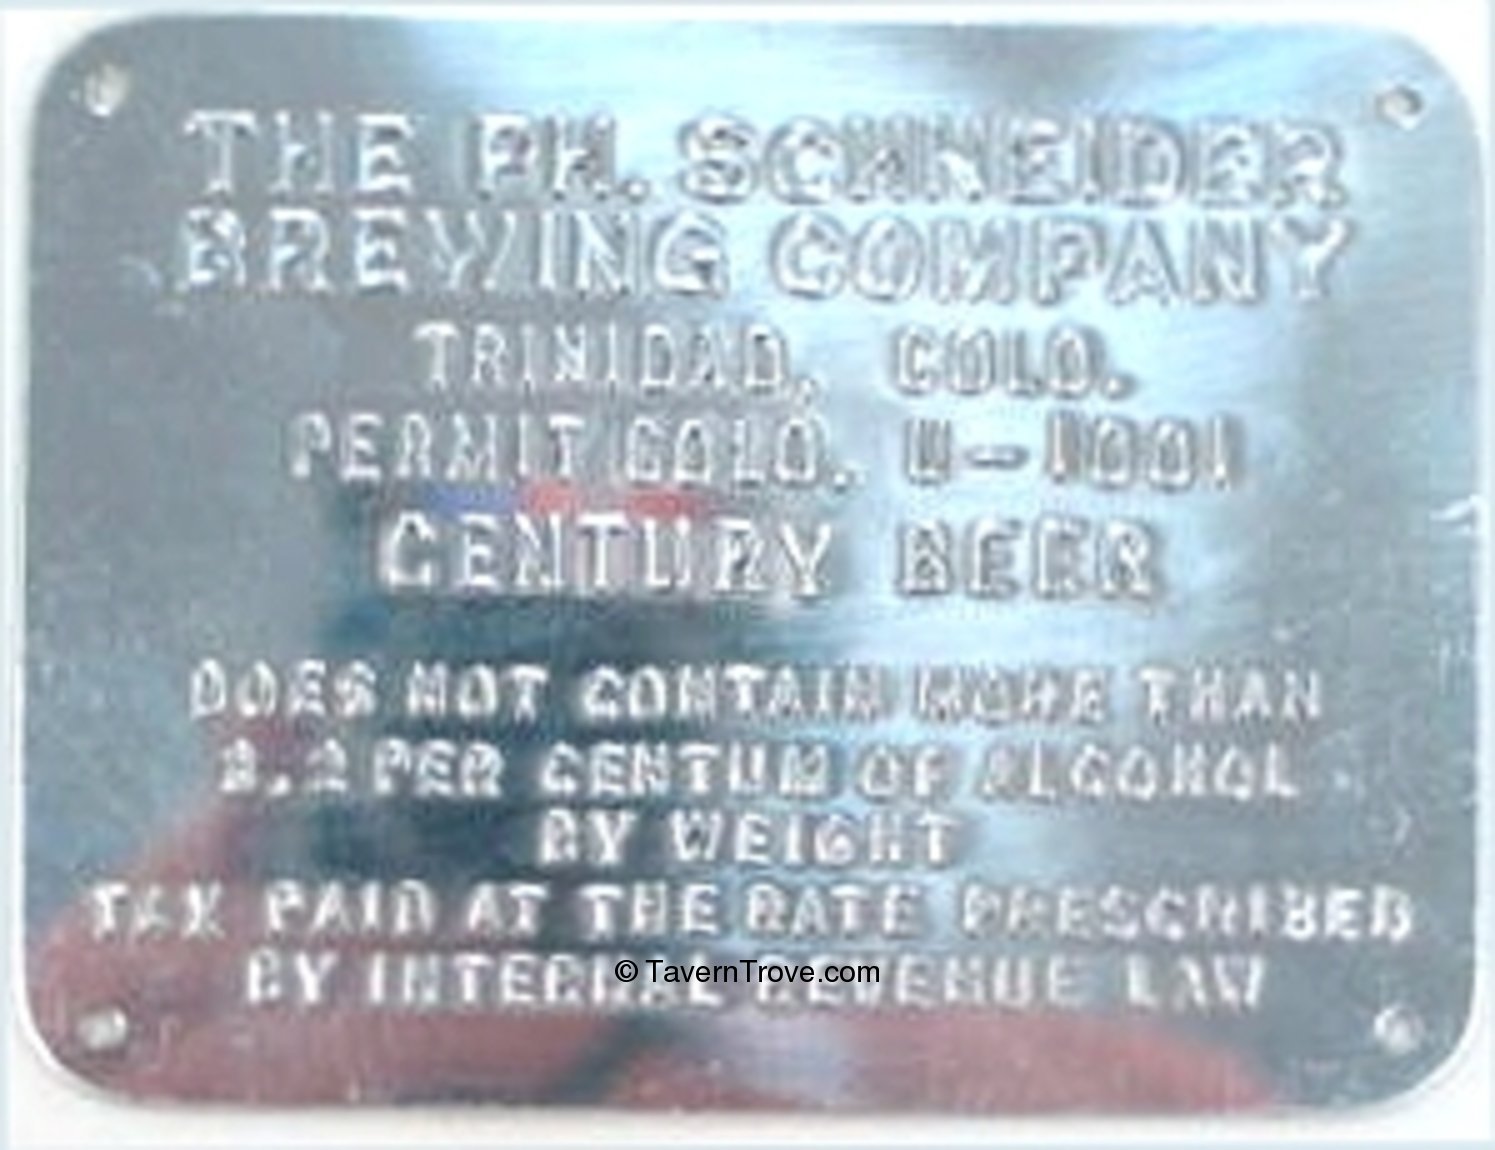 THE PH. SCHNEIDER
BREWING COMPANY
TRINIDAD, COLO.
PERMIT COLO. U-1001
CENTURY BEER
DOES NOT CONTAIN MORE THAN
3.2 PER CENTUM OF ALCOHOL
BY WEIGHT
TAX PAID AT THE RATE PRESCRIBED
BY INTERNAL REVENUE LAW
© TavernTrove.com